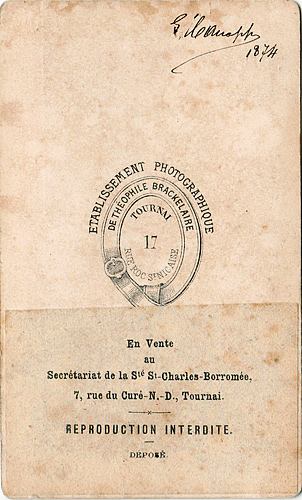 1874
ETABLISSEMENT PHOTOGRAPHIQUE
DE THÉOPHILE BRACKELAIRE
TOURNAI
17
RUE ROC ST NICAISE
En Vente
au
Secrétariat de la Sté St-Charles-Borromée,
7, rue du Curé-N.-D., Tournai.
REPRODUCTION INTERDITE.
DÉPOSÉ.